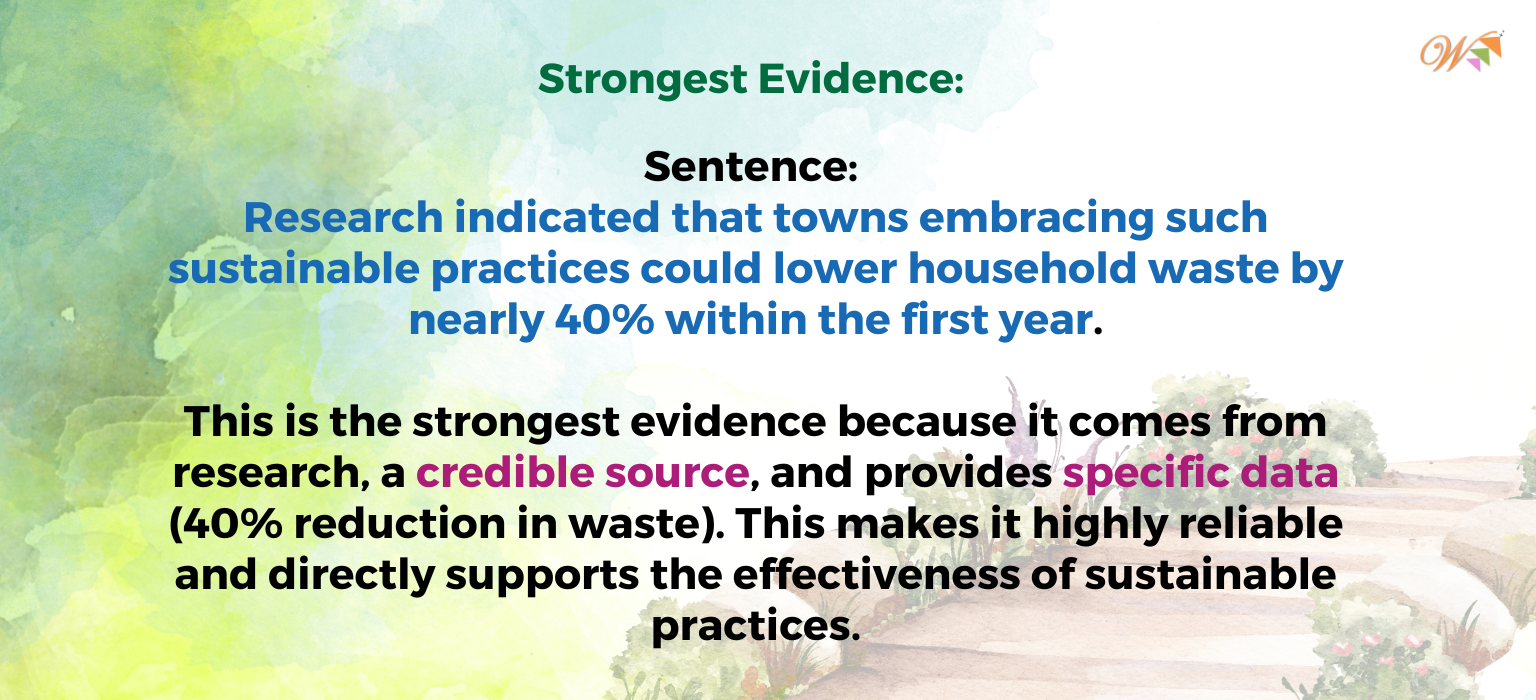 Strongest Evidence:
Sentence:
Research indicated that towns embracing such
sustainable practices could lower household waste by
nearly 40% within the first year.
This is the strongest evidence because it comes from
research, a credible source, and provides specific data
(40% reduction in waste). This makes it highly reliable
and directly supports the effectiveness of sustainable
practices.